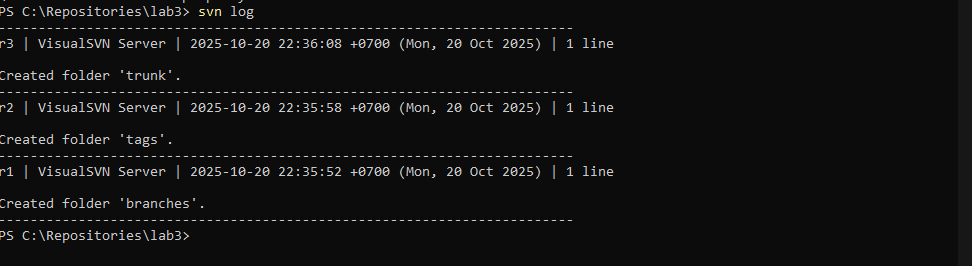 PS C:\Repositories\lab3> svn log
------------------------------------------------------------------------
r3 | VisualSVN Server | 2025-10-20 22:36:08 +0700 (Mon, 20 Oct 2025) | 1 line
Created folder 'trunk'.
------------------------------------------------------------------------
r2 | VisualSVN Server | 2025-10-20 22:35:58 +0700 (Mon, 20 Oct 2025) | 1 line
Created folder 'tags'.
------------------------------------------------------------------------
r1 | VisualSVN Server | 2025-10-20 22:35:52 +0700 (Mon, 20 Oct 2025) | 1 line
Created folder 'branches'.
------------------------------------------------------------------------
PS C:\Repositories\lab3>